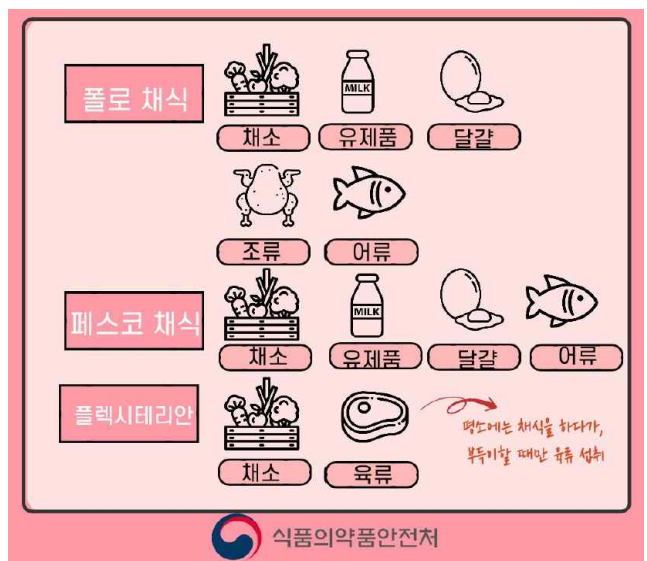 폴로 채식
MILK
채소 유제품 달걀
조류 어류
페스코 채식
MILK
채소 유제품 달걀 어류
플렉시테리안
평소에는 채식을 하다가,
부득이할 때만 육류 섭취
채소 육류
식품의약품안전처